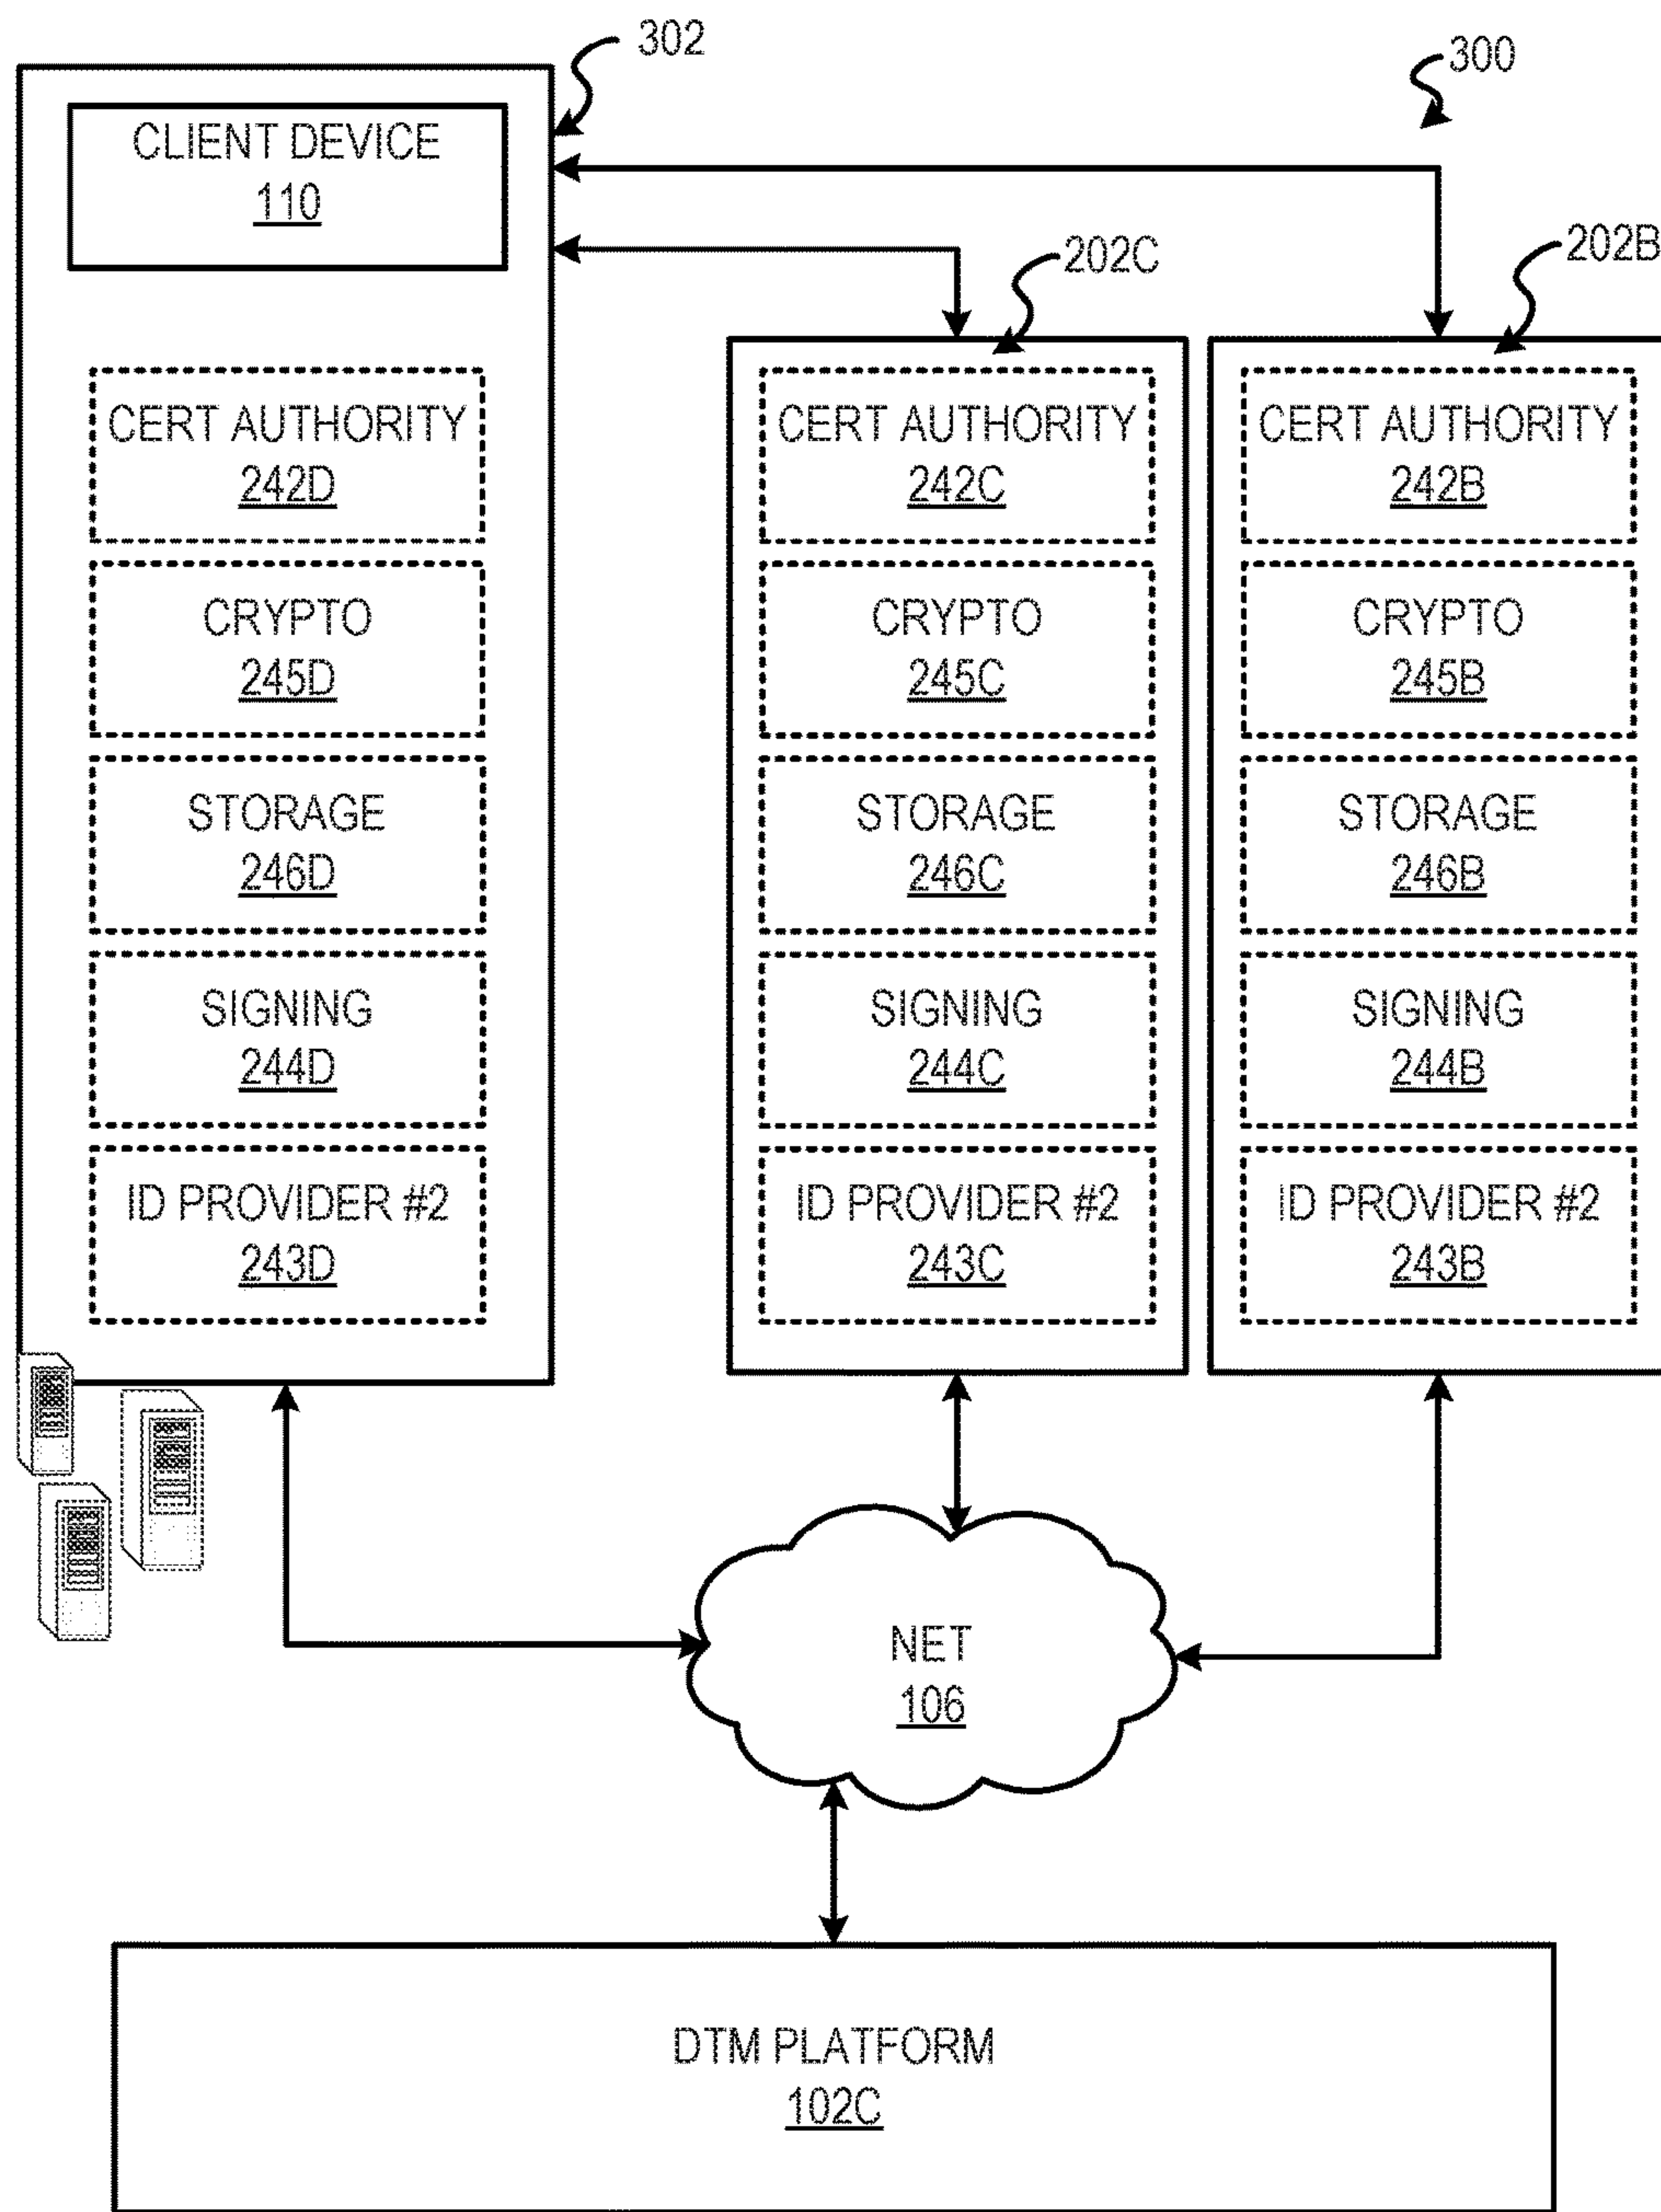 302
300
CLIENT DEVICE
110
202C
202B
CERT AUTHORITY
242D
CRYPTO
245D
STORAGE
246D
SIGNING
244D
ID PROVIDER #2
243D
CERT AUTHORITY
242C
CRYPTO
245C
STORAGE
246C
SIGNING
244C
ID PROVIDER #2
243C
CERT AUTHORITY
242B
CRYPTO
245B
STORAGE
246B
SIGNING
244B
ID PROVIDER #2
243B
NET
106
DTM PLATFORM
102C